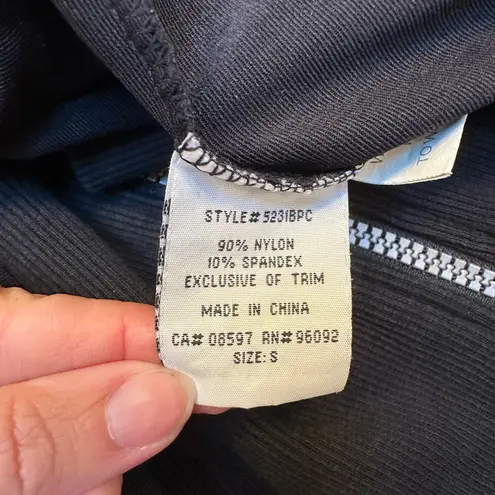 STYLE# 5231BPC
90% NYLON
10% SPANDEX
EXCLUSIVE OF TRIM
MADE IN CHINA
CA# 08597 RN# 96092
SIZE: S